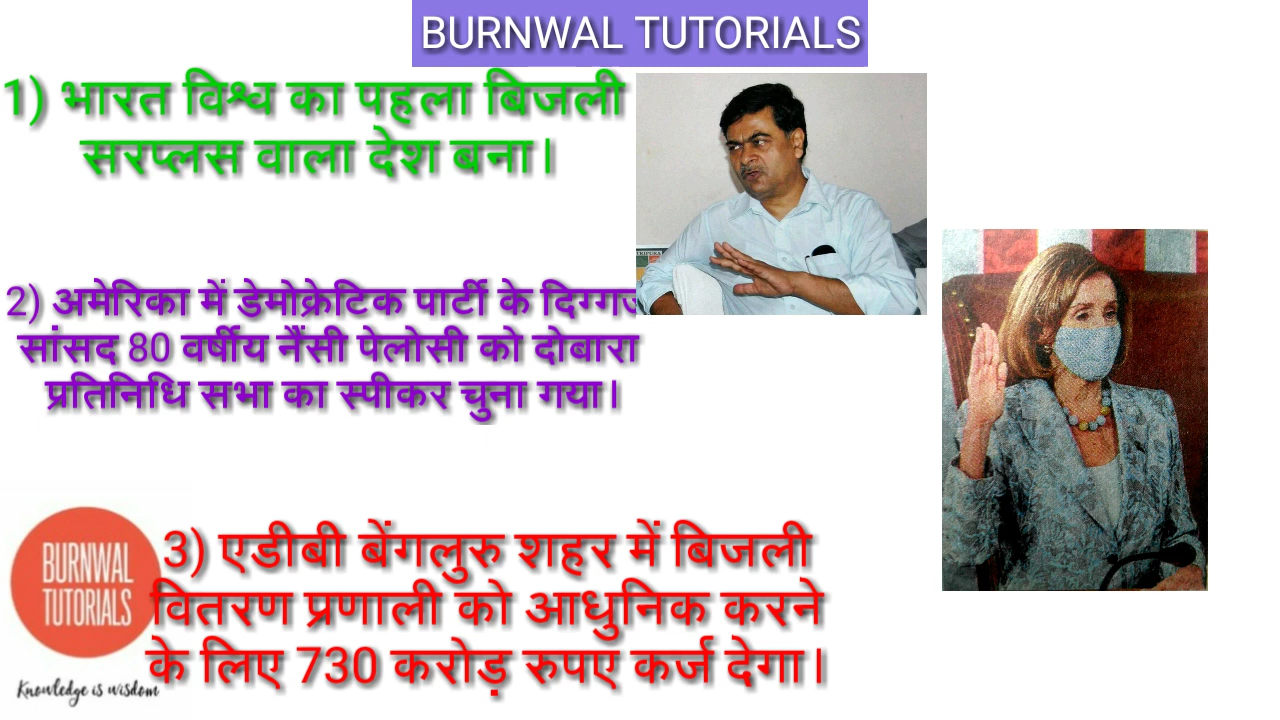 BURNWAL TUTORIALS
1) भारत विश्व का पहला बिजली
सरप्लस वाला देश बना।
2) अमेरिका में डेमोक्रेटिक पार्टी के
सांसद 80 वर्षीय नैंसी पेलोसी को दोबारा
प्रतिनिधि सभा का स्पीकर चुना गया।
3) एडीबी बेंगलुरु शहर में बिजली
वितरण प्रणाली को आधुनिक करने
के लिए 730 करोड़ रुपए कर्ज देगा।
BURNWAL
TUTORIALS
Knowledge is wisdom